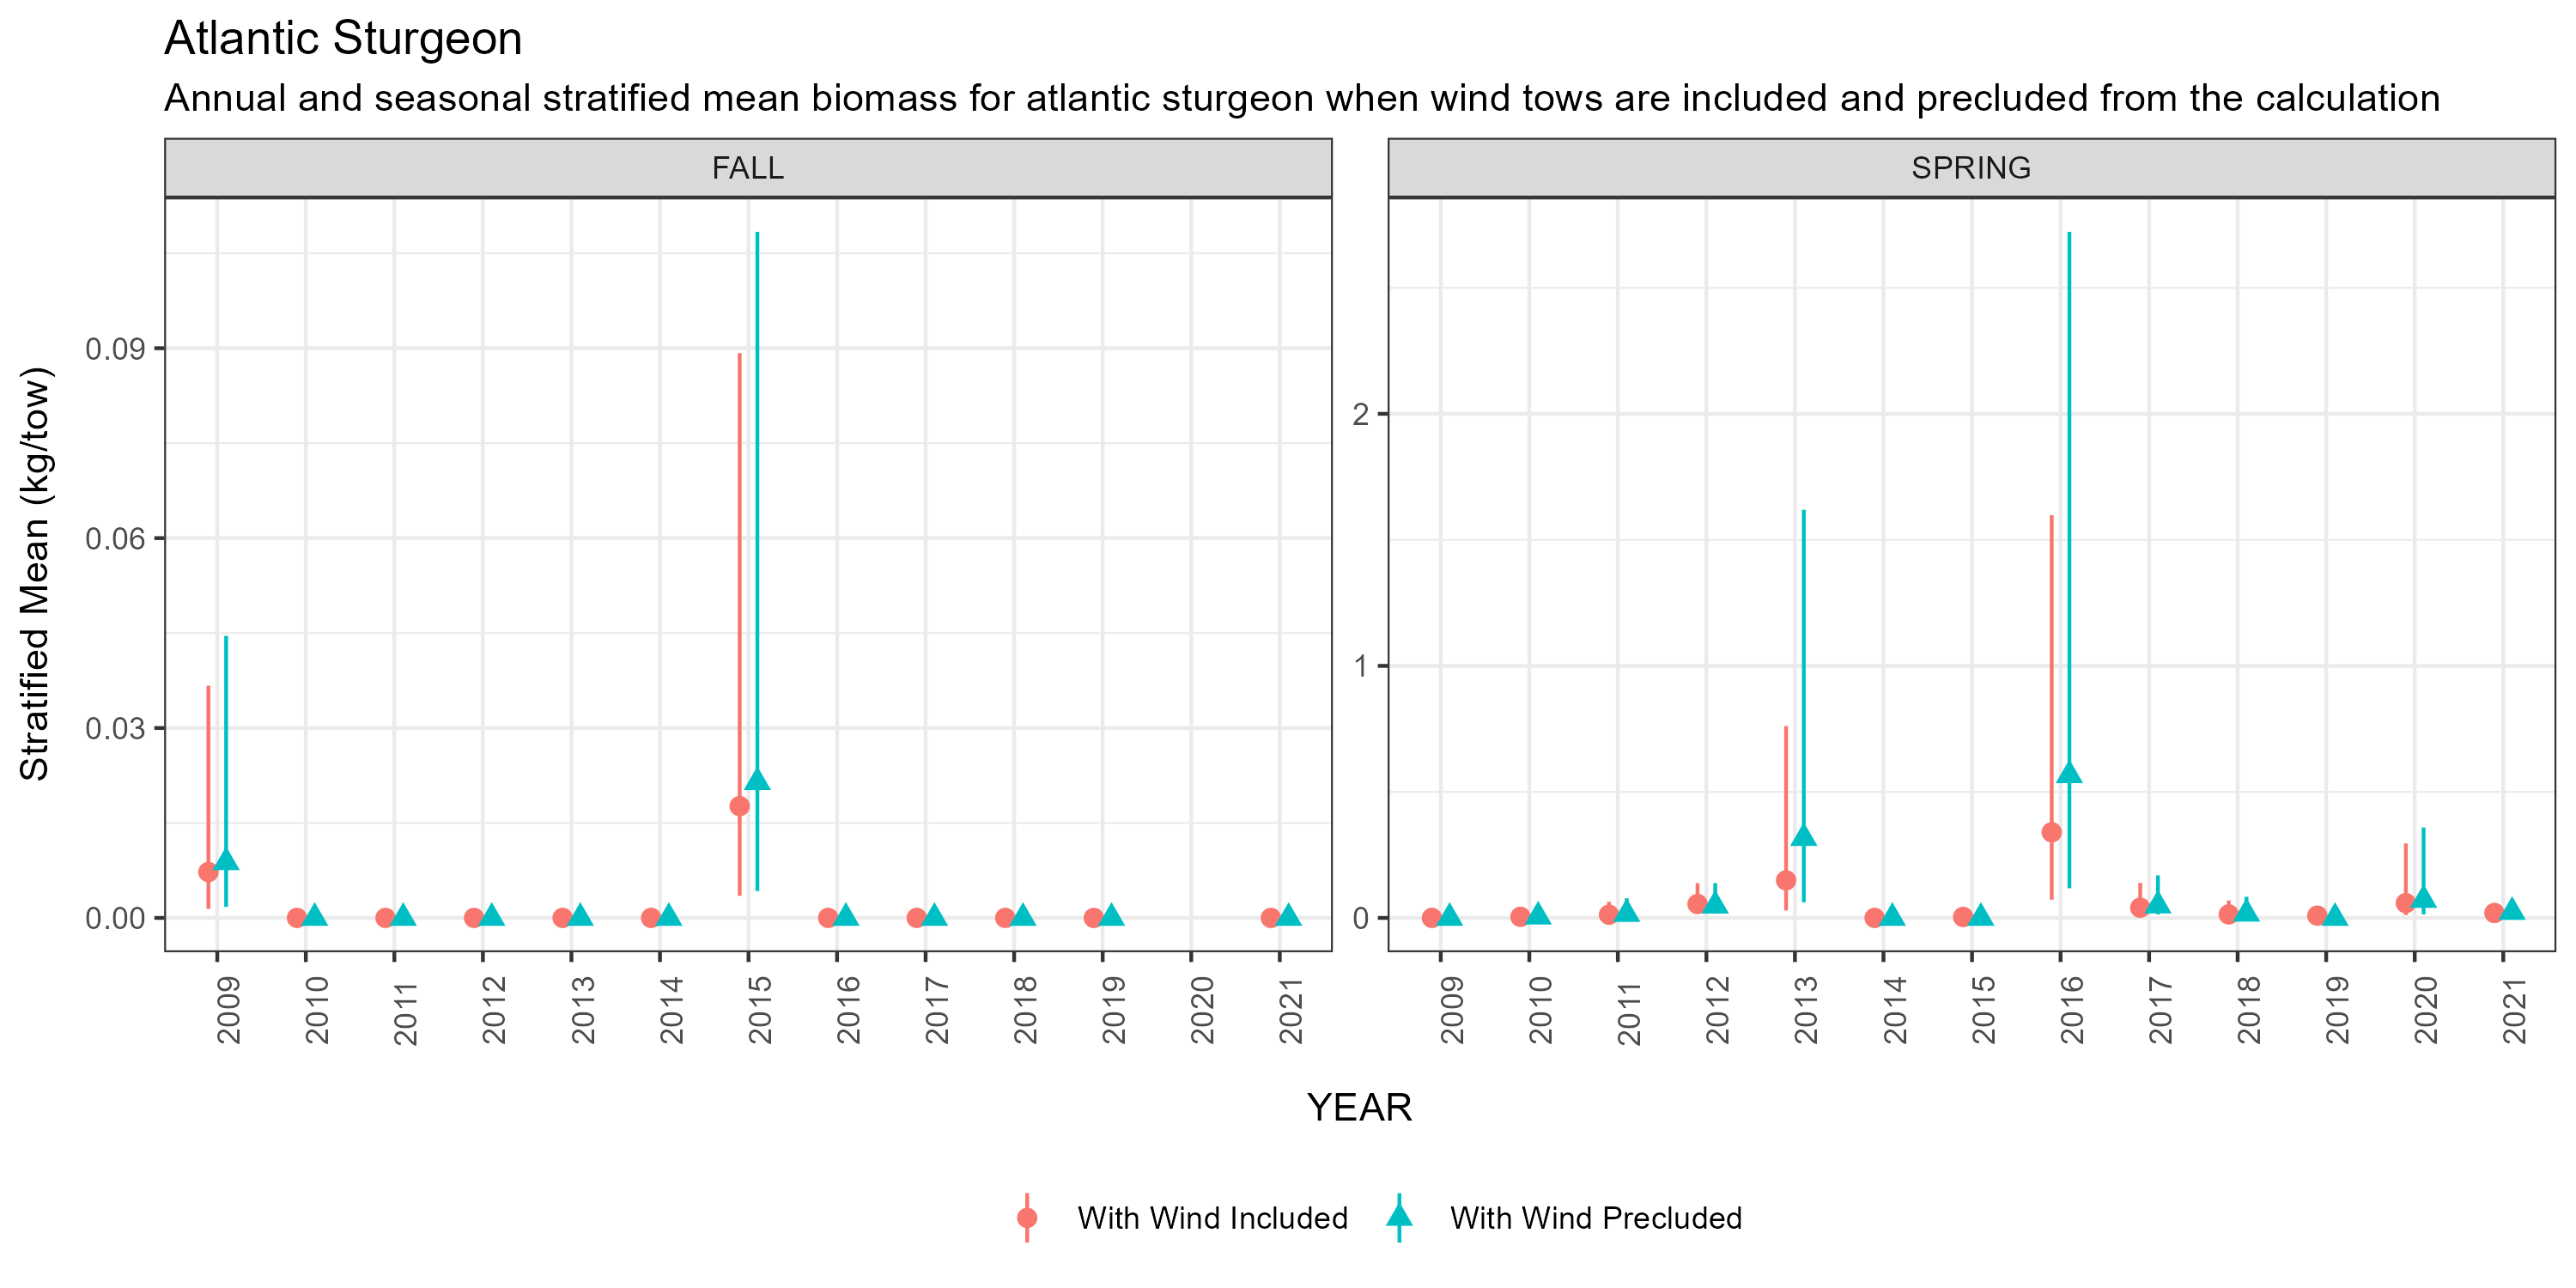 Atlantic Sturgeon
Annual and seasonal stratified mean biomass for atlantic sturgeon when wind tows are included and precluded from the calculation
FALL
SPRING
Stratified Mean (kg/tow)
0.09
0.06
0.03
0.00
2
1
0
2009 2010 2011 2012 2013 2014 2015 2016 2017 2018 2019 2020 2021
2009 2010 2011 2012 2013 2014 2015 2016 2017 2018 2019 2020 2021
YEAR
With Wind Included
With Wind Precluded